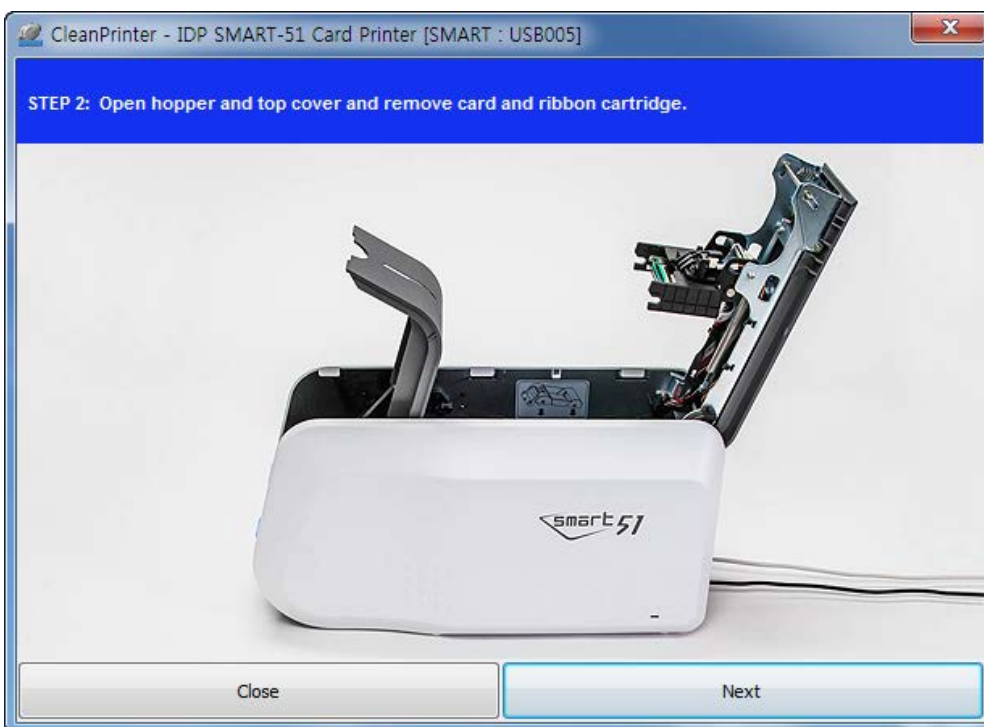 CleanPrinter - IDP SMART-51 Card Printer [SMART : USB005]
STEP 2: Open hopper and top cover and remove card and ribbon cartridge.
smart 51
Close
Next